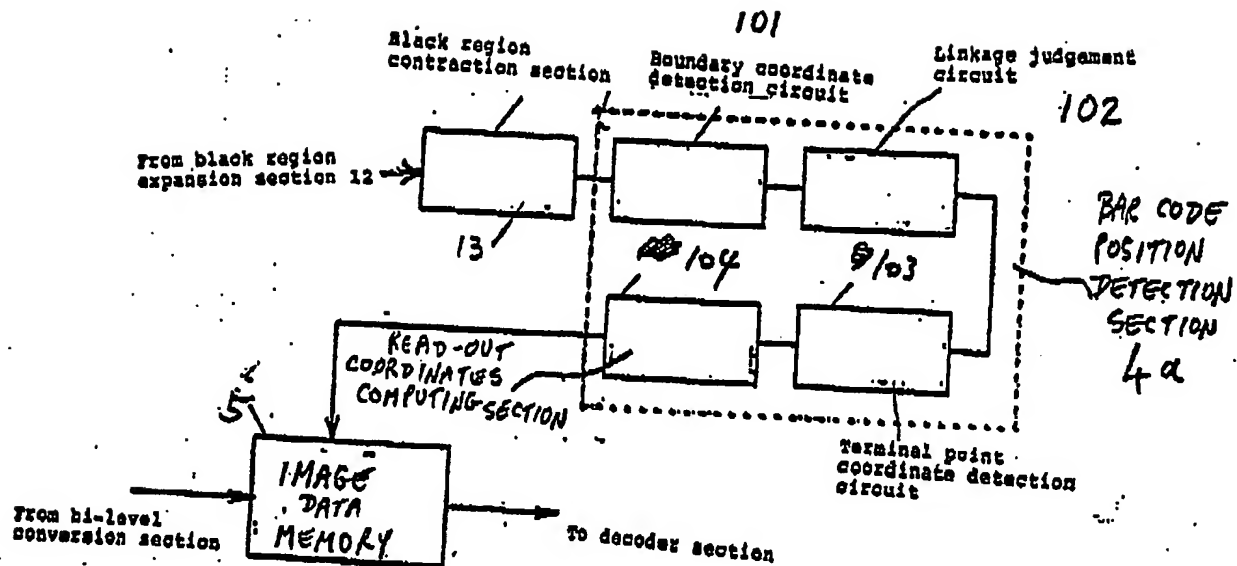 101
Black region
contraction section
Boundary coordinate
detection circuit
Linkage judgement
circuit
102
From black region
expansion section 12
13
104
103
BAR CODE
POSITION
DETECTION
SECTION
4a
READ-OUT
COORDINATES
COMPUTING SECTION
5
IMAGE
DATA
MEMORY
Terminal point
coordinate detection
circuit
From bi-level
conversion section
To decoder section